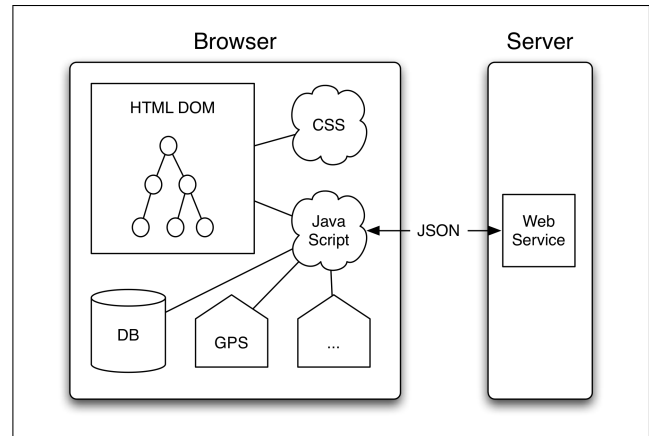 Browser
Server
HTML DOM
CSS
Java
Script
JSON
Web
Service
DB
GPS
...